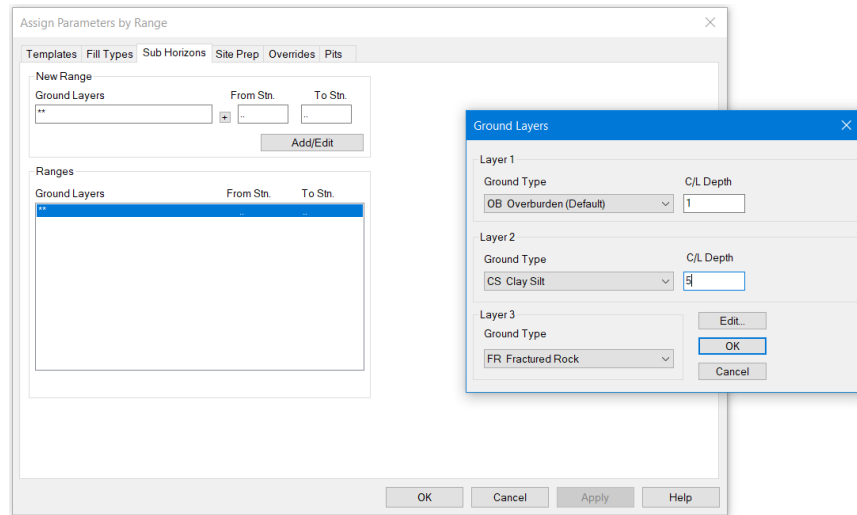 Assign Parameters by Range
Templates Fill Types Sub Horizons Site Prep Overrides Pits
New Range
Ground Layers From Stn. To Stn.
** + .. ..
Add/Edit
Ranges
Ground Layers From Stn. To Stn.
** .. ..
OK Cancel Apply Help
Ground Layers
Layer 1
Ground Type C/L Depth
OB Overburden (Default) 1
Layer 2
Ground Type C/L Depth
CS Clay Silt 5
Layer 3
Ground Type
FR Fractured Rock
Edit...
OK
Cancel